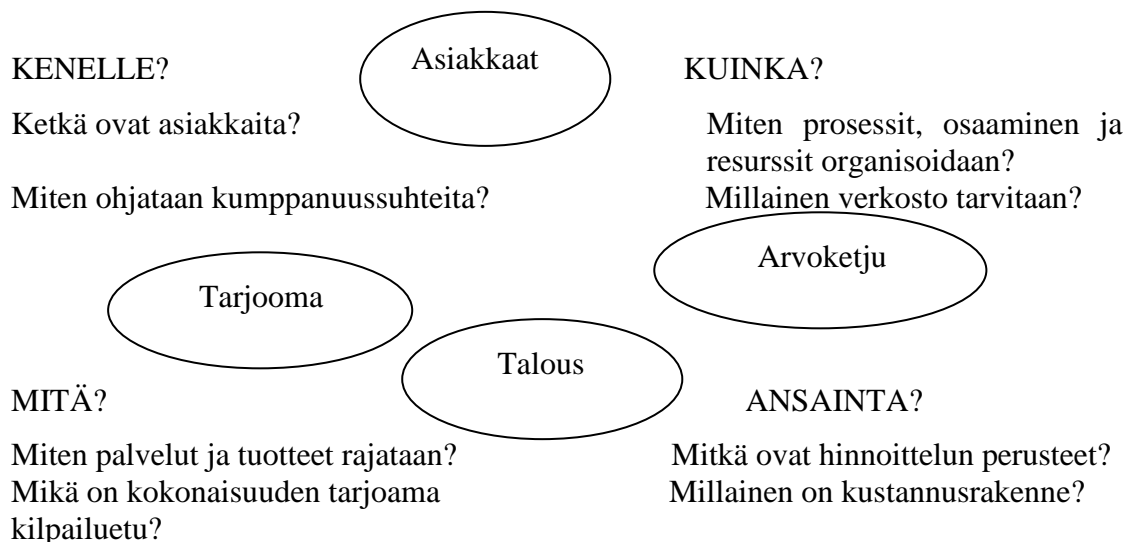 Asiakkaat
KENELLE?
KUINKA?
Ketkä ovat asiakkaita?
Miten prosessit, osaaminen ja
resurssit organisoidaan?
Miten ohjataan kumppanuussuhteita?
Millainen verkosto tarvitaan?
Arvoketju
Tarjooma
Talous
MITÄ?
ANSAINTA?
Miten palvelut ja tuotteet rajataan?
Mikä on kokonaisuuden tarjoama
kilpailuetu?
Mitkä ovat hinnoittelun perusteet?
Millainen on kustannusrakenne?